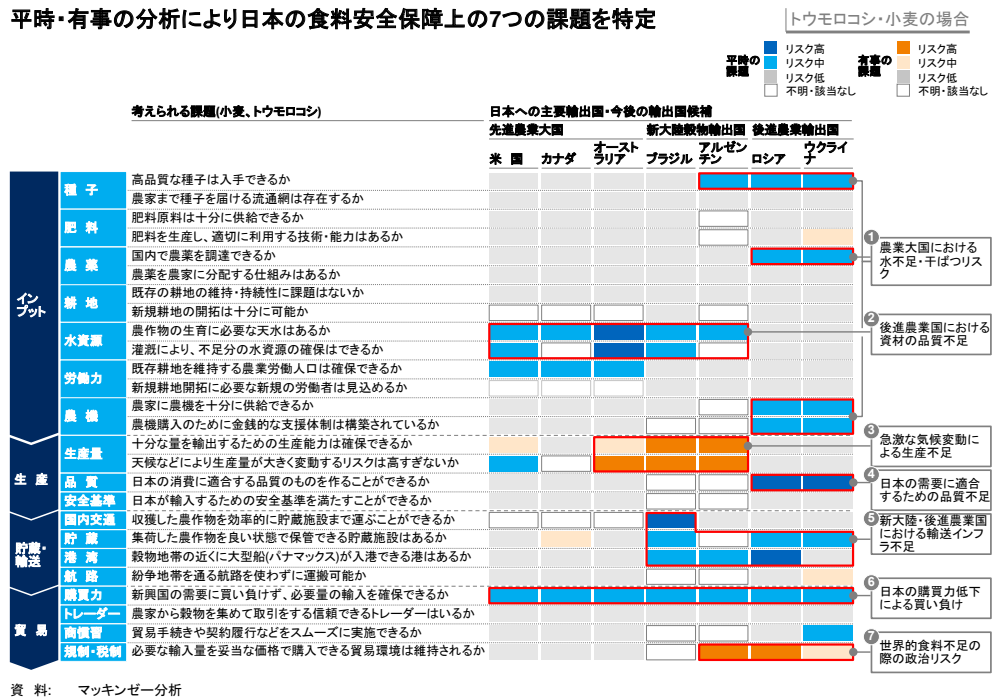 平時・有事の分析により日本の食料安全保障上の7つの課題を特定
トウモロコシ・小麦の場合
平時の
課題
リスク高
リスク中
リスク低
不明・該当なし
有事の
課題
リスク高
リスク中
リスク低
不明・該当なし
考えられる課題(小麦、トウモロコシ)
日本への主要輸出国・今後の輸出国候補
先進農業大国
新大陸穀物輸出国
後進農業輸出国
米 国
カナダ
オースト
ラリア
ブラジル
アルゼン
チン
ロシア
ウクライ
ナ
イン
プット
種 子
高品質な種子は入手できるか
農家まで種子を届ける流通網は存在するか
肥 料
肥料原料は十分に供給できるか
肥料を生産し、適切に利用する技術・能力はあるか
農 薬
国内で農薬を調達できるか
農薬を農家に分配する仕組みはあるか
耕 地
既存の耕地の維持・持続性に課題はないか
新規耕地の開拓は十分に可能か
水資源
農作物の生育に必要な天水はあるか
灌漑により、不足分の水資源の確保はできるか
労働力
既存耕地を維持する農業労働人口は確保できるか
新規耕地開拓に必要な新規の労働者は見込めるか
農 機
農家に農機を十分に供給できるか
農機購入のために金銭的な支援体制は構築されているか
生 産
生産量
十分な量を輸出するための生産能力は確保できるか
天候などにより生産量が大きく変動するリスクは高すぎないか
品 質
日本の消費に適合する品質のものを作ることができるか
安全基準
日本が輸入するための安全基準を満たすことができるか
貯蔵・
輸送
国内交通
収穫した農作物を効率的に貯蔵施設まで運ぶことができるか
貯 蔵
集荷した農作物を良い状態で保管できる貯蔵施設はあるか
港 湾
穀物地帯の近くに大型船(パナマックス)が入港できる港はあるか
航 路
紛争地帯を通る航路を使わずに運搬可能か
貿 易
購買力
新興国の需要に買い負けず、必要量の輸入を確保できるか
トレーダー
農家から穀物を集めて取引をする信頼できるトレーダーはいるか
商慣習
貿易手続きや契約履行などをスムーズに実施できるか
規制・税制
必要な輸入量を妥当な価格で購入できる貿易環境は維持されるか
1
農業大国における
水不足・干ばつリス
ク
2
後進農業国における
資材の品質不足
3
急激な気候変動に
よる生産不足
4
日本の需要に適合
するための品質不足
5
新大陸・後進農業国
における輸送インフ
ラ不足
6
日本の購買力低下
による買い負け
7
世界的食料不足の
際の政治リスク
資 料: マッキンゼー分析